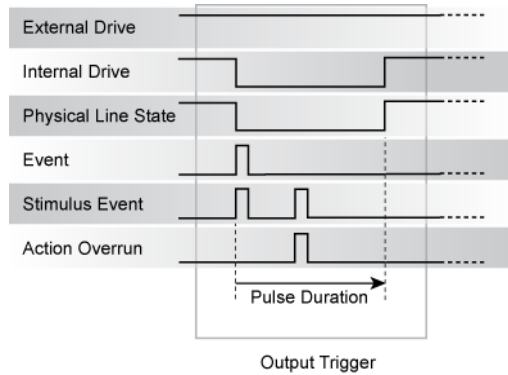 External Drive
Internal Drive
Physical Line State
Event
Stimulus Event
Action Overrun
Pulse Duration
Output Trigger